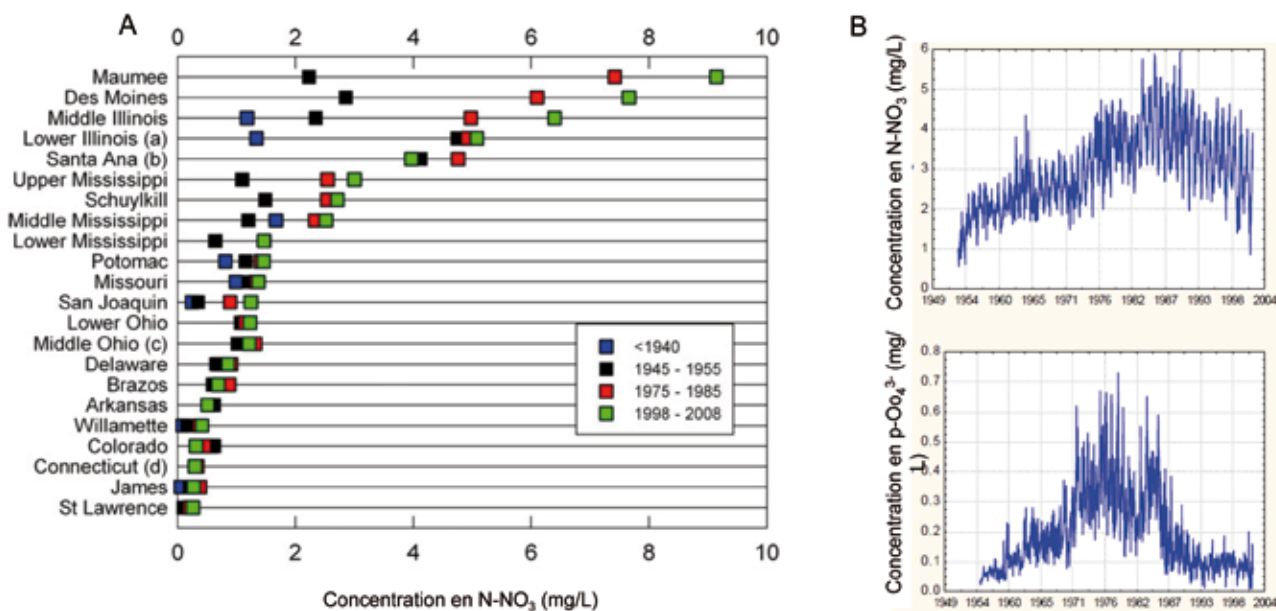 A
0 2 4 6 8 10
Maumee
Des Moines
Middle Illinois
Lower Illinois (a)
Santa Ana (b)
Upper Mississippi
Schuylkill
Middle Mississippi
Lower Mississippi
Potomac
Missouri
San Joaquin
Lower Ohio
Middle Ohio (c)
Delaware
Brazos
Arkansas
Willamette
Colorado
Connecticut (d)
James
St Lawrence
<1940
1945 - 1955
1975 - 1985
1998 - 2008
0 2 4 6 8 10
Concentration en N-NO₃ (mg/L)
B
Concentration en N-NO₃ (mg/L)
6
5
4
3
2
1
0
1949 1954 1960 1965 1971 1976 1982 1987 1993 1998 2004
Concentration en p-Oo₄³⁻ (mg/
L)
0.8
0.7
0.6
0.5
0.4
0.3
0.2
0.1
0.0
1949 1954 1960 1965 1971 1976 1982 1987 1993 1998 2004